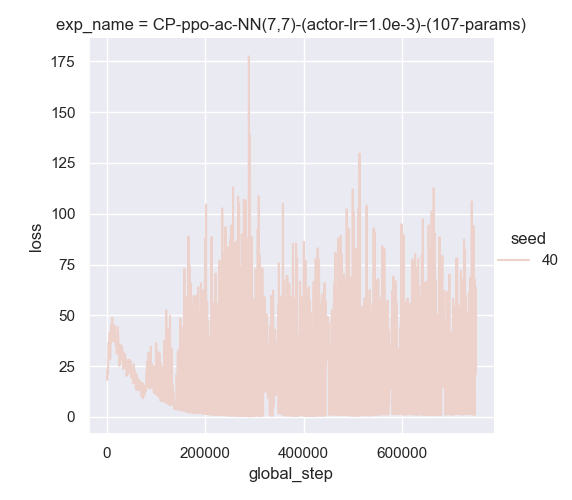 exp_name = CP-ppo-ac-NN(7,7)-(actor-lr=1.0e-3)-(107-params)
175
150
125
100
75
50
25
0
loss
0 200000 400000 600000
global_step
seed
40